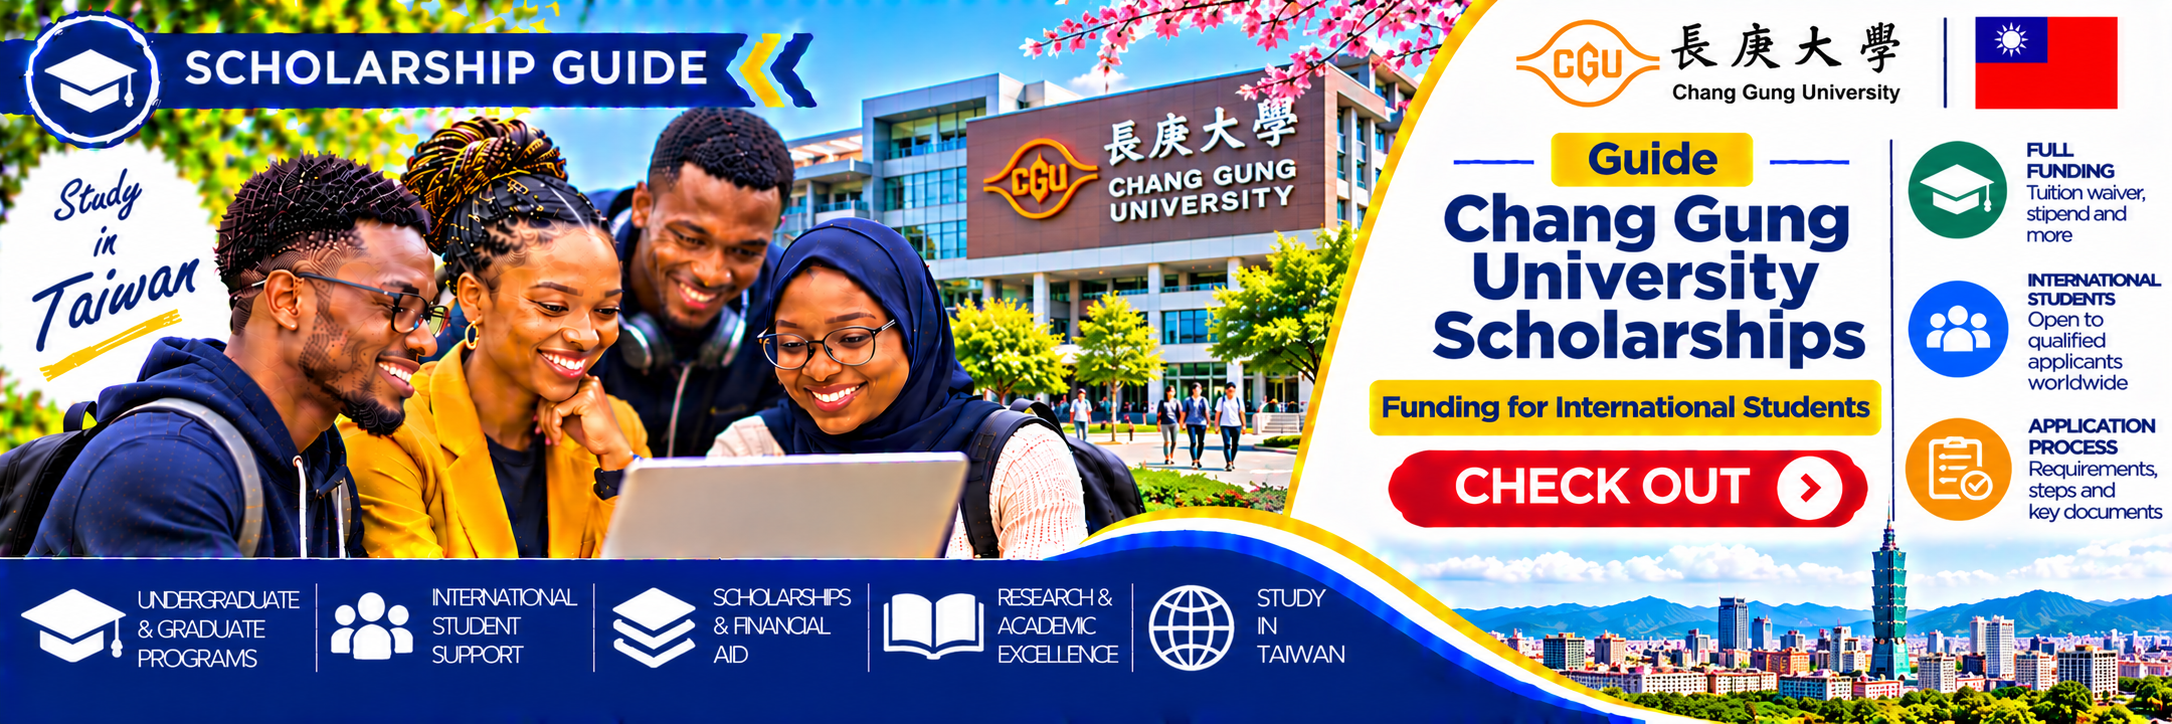 SCHOLARSHIP GUIDE
Study
in
Taiwan
CGU
長庚大學
CHANG GUNG
UNIVERSITY
CGU
長庚大學
Chang Gung University
Guide
Chang Gung
University
Scholarships
Funding for International Students
CHECK OUT
FULL
FUNDING
Tuition waiver,
stipend and
more
INTERNATIONAL
STUDENTS
Open to
qualified
applicants
worldwide
APPLICATION
PROCESS
Requirements,
steps and
key documents
UNDERGRADUATE
& GRADUATE
PROGRAMS
INTERNATIONAL
STUDENT
SUPPORT
SCHOLARSHIPS
& FINANCIAL
AID
RESEARCH &
ACADEMIC
EXCELLENCE
STUDY
IN
TAIWAN